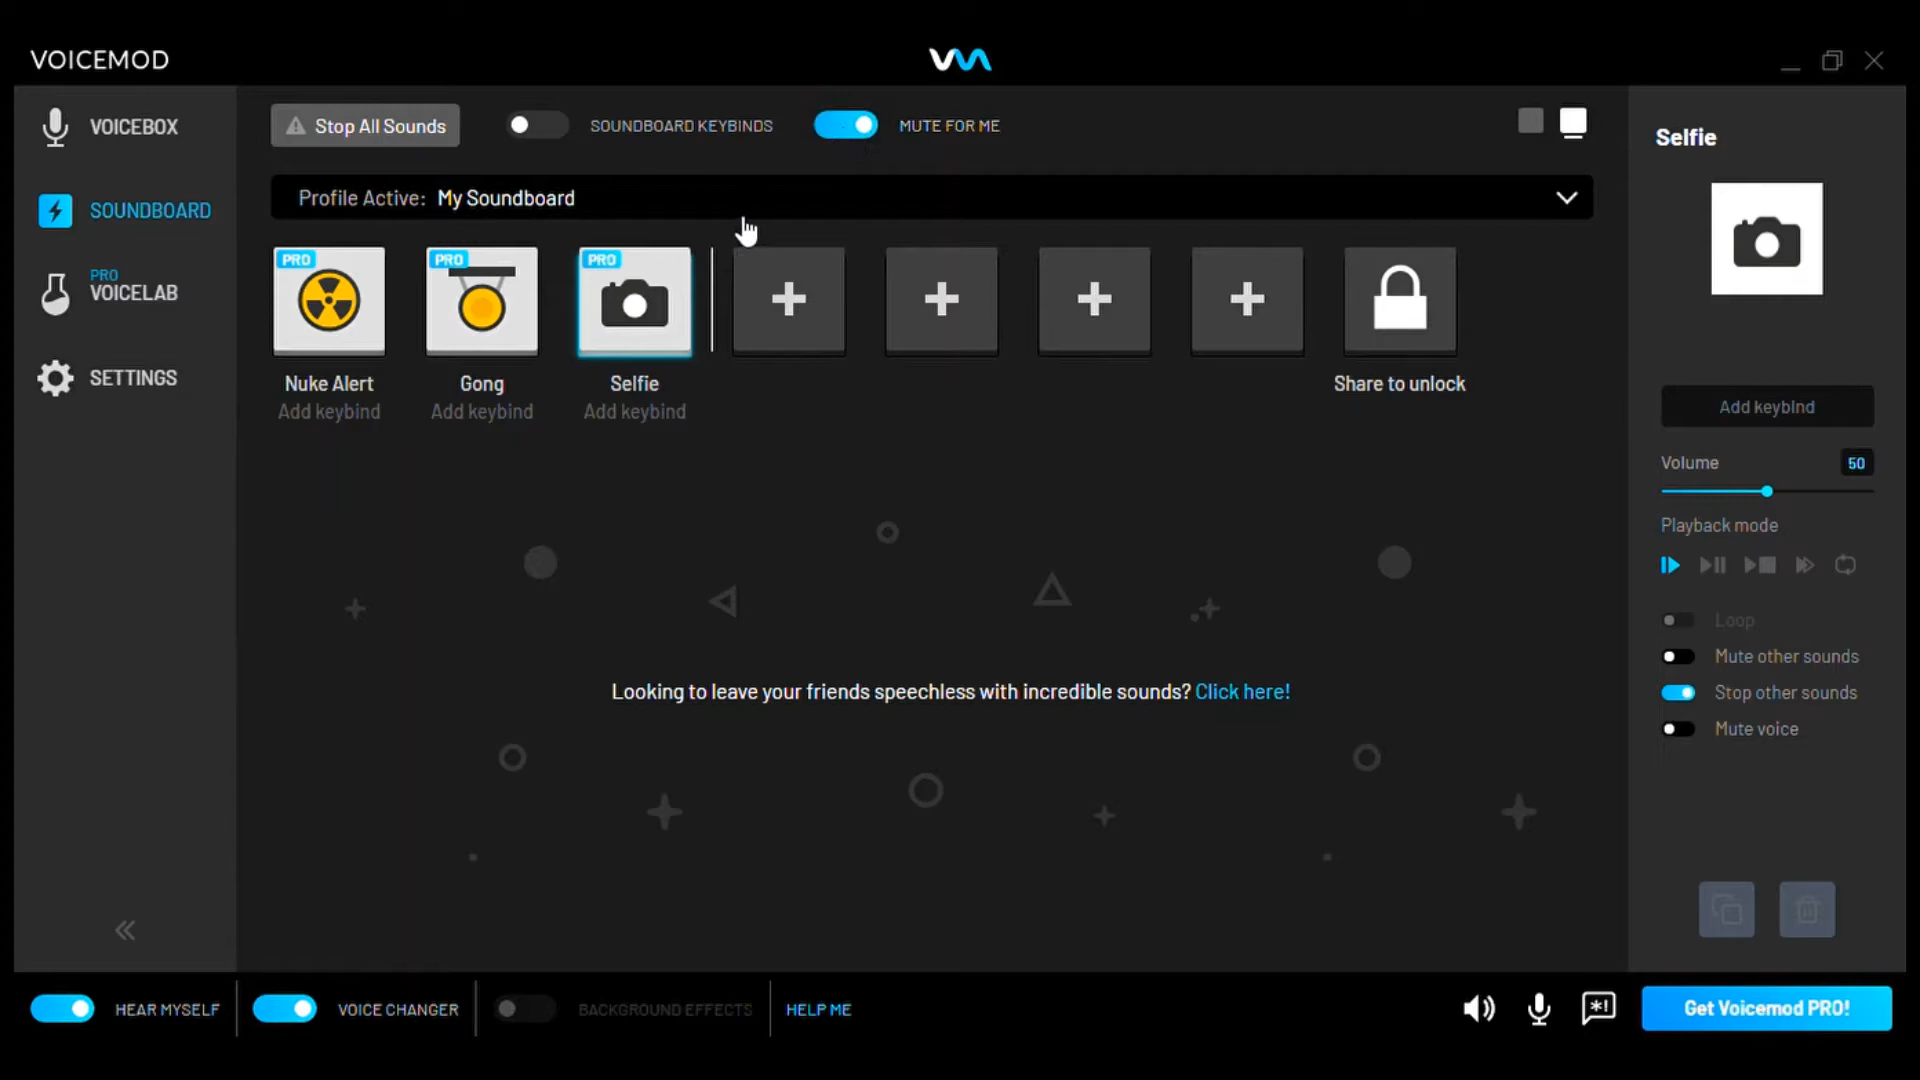 VOICEMOD
VOICEBOX
SOUNDBOARD
PRO
VOICELAB
SETTINGS
Stop All Sounds
SOUNDBOARD KEYBINDS
MUTE FOR ME
Profile Active: My Soundboard
PRO
PRO
PRO
Nuke Alert
Gong
Selfie
Share to unlock
Add keybind
Add keybind
Add keybind
Looking to leave your friends speechless with incredible sounds? Click here!
Selfie
Add keybind
Volume
50
Playback mode
Loop
Mute other sounds
Stop other sounds
Mute voice
HEAR MYSELF
VOICE CHANGER
BACKGROUND EFFECTS
HELP ME
Get Voicemod PRO!